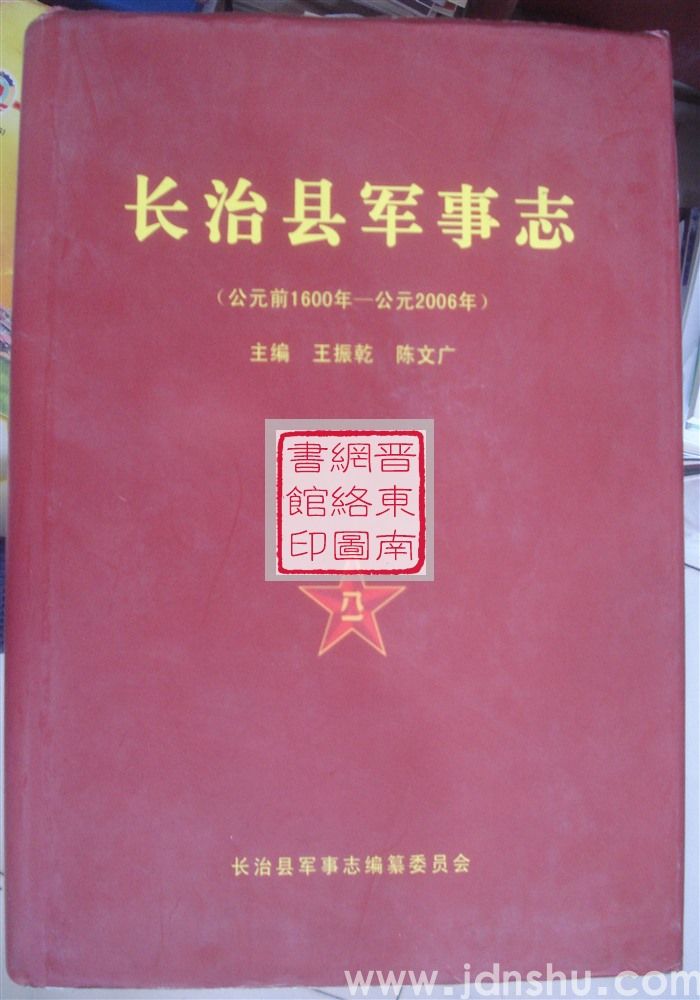 长治县军事志
（公元前1600年—公元2006年）
主编 王振乾 陈文广
晋東南
網絡圖
書館印
八一
长治县军事志编纂委员会
www.jdnshu.com